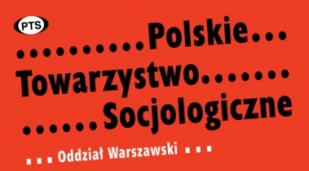 PTS
..........Polskie...
Towarzystwo.......
......Socjologiczne
... Oddział Warszawski ...